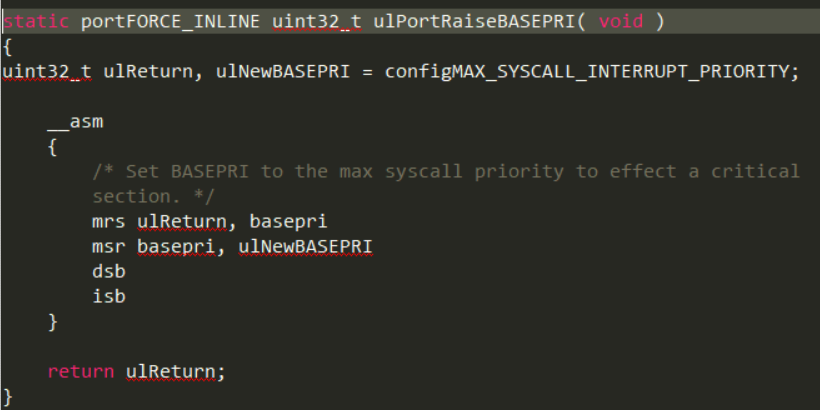 static portFORCE_INLINE uint32_t ulPortRaiseBASEPRI( void )
{
uint32_t ulReturn, ulNewBASEPRI = configMAX_SYSCALL_INTERRUPT_PRIORITY;
__asm
{
/* Set BASEPRI to the max syscall priority to effect a critical
section. */
mrs ulReturn, basepri
msr basepri, ulNewBASEPRI
dsb
isb
}
return ulReturn;
}